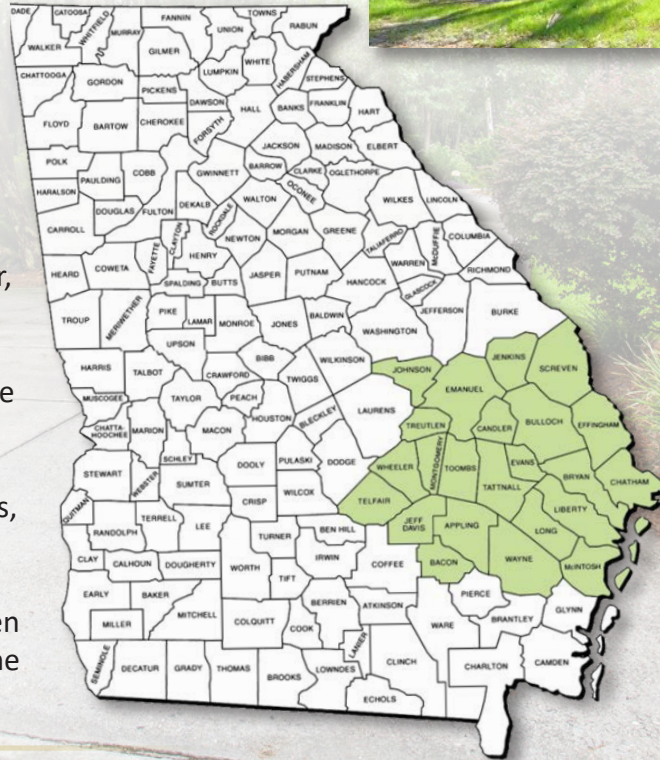 DADE CATOOSA WHITFIELD MURRAY FANNIN UNION TOWNS RABUN
WALKER GILMER LUMPKIN WHITE HABERSHAM STEPHENS
CHATTOOGA GORDON PICKENS DAWSON HALL BANKS FRANKLIN HART
FLOYD BARTOW CHEROKEE FORSYTH JACKSON MADISON ELBERT
POLK PAULDING COBB GWINNETT BARROW CLARKE OGLETHORPE
HARALSON DOUGLAS FULTON DEKALB ROCKDALE WALTON OCONEE WILKES LINCOLN
CARROLL FAYETTE CLAYTON HENRY NEWTON MORGAN GREENE TALIAFERRO McDUFFIE COLUMBIA
r,
HEARD COWETA SPALDING BUTTS JASPER PUTNAM HANCOCK WARREN GLASCOCK RICHMOND
TROUP MERIWETHER PIKE LAMAR MONROE JONES BALDWIN WASHINGTON JEFFERSON BURKE
UPSON
HARRIS TALBOT CRAWFORD BIBB TWIGGS WILKINSON JOHNSON JENKINS SCREVEN
e
MUSCOGEE TAYLOR PEACH HOUSTON BLECKLEY LAURENS EMANUEL
CHATTA-
HOOCHEE MARION MACON TREUTLEN CANDLER BULLOCH EFFINGHAM
STEWART WEBSTER SCHLEY SUMTER DOOLY PULASKI DODGE WHEELER MONTGOMERY TOOMBS EVANS BRYAN CHATHAM
s,
QUITMAN CRISP WILCOX TELFAIR TATTNALL LIBERTY
RANDOLPH TERRELL LEE TURNER BEN HILL JEFF
DAVIS APPLING LONG
CLAY CALHOUN DOUGHERTY WORTH TIFT IRWIN COFFEE BACON WAYNE McINTOSH
EARLY BAKER MITCHELL BERRIEN ATKINSON PIERCE GLYNN
en
MILLER COLQUITT COOK LANIER WARE BRANTLEY
ne
SEMINOLE DECATUR GRADY THOMAS BROOKS LOWNDES CLINCH CHARLTON CAMDEN
ECHOLS